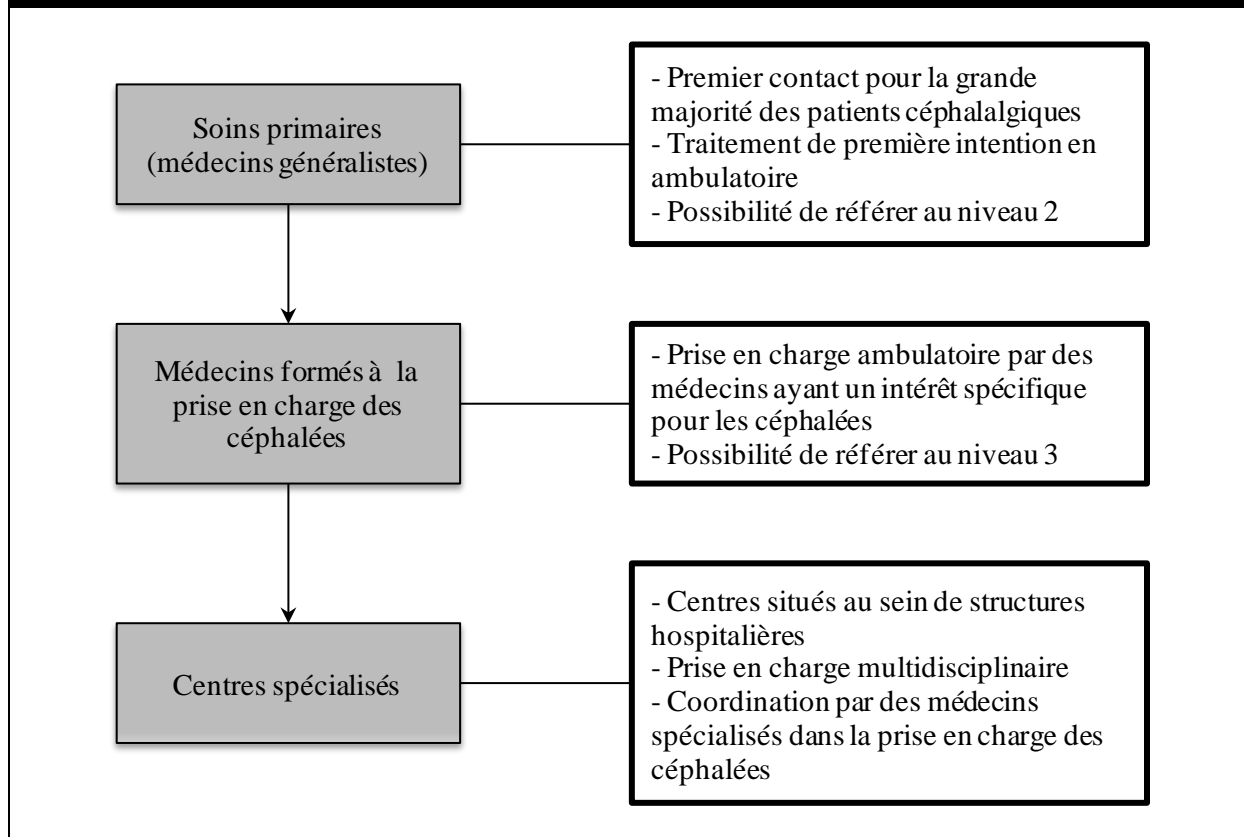 Soins primaires
(médecins généralistes)
- Premier contact pour la grande
majorité des patients céphalalgiques
- Traitement de première intention en
ambulatoire
- Possibilité de référer au niveau 2
Médecins formés à la
prise en charge des
céphalées
- Prise en charge ambulatoire par des
médecins ayant un intérêt spécifique
pour les céphalées
- Possibilité de référer au niveau 3
Centres spécialisés
- Centres situés au sein de structures
hospitalières
- Prise en charge multidisciplinaire
- Coordination par des médecins
spécialisés dans la prise en charge des
céphalées